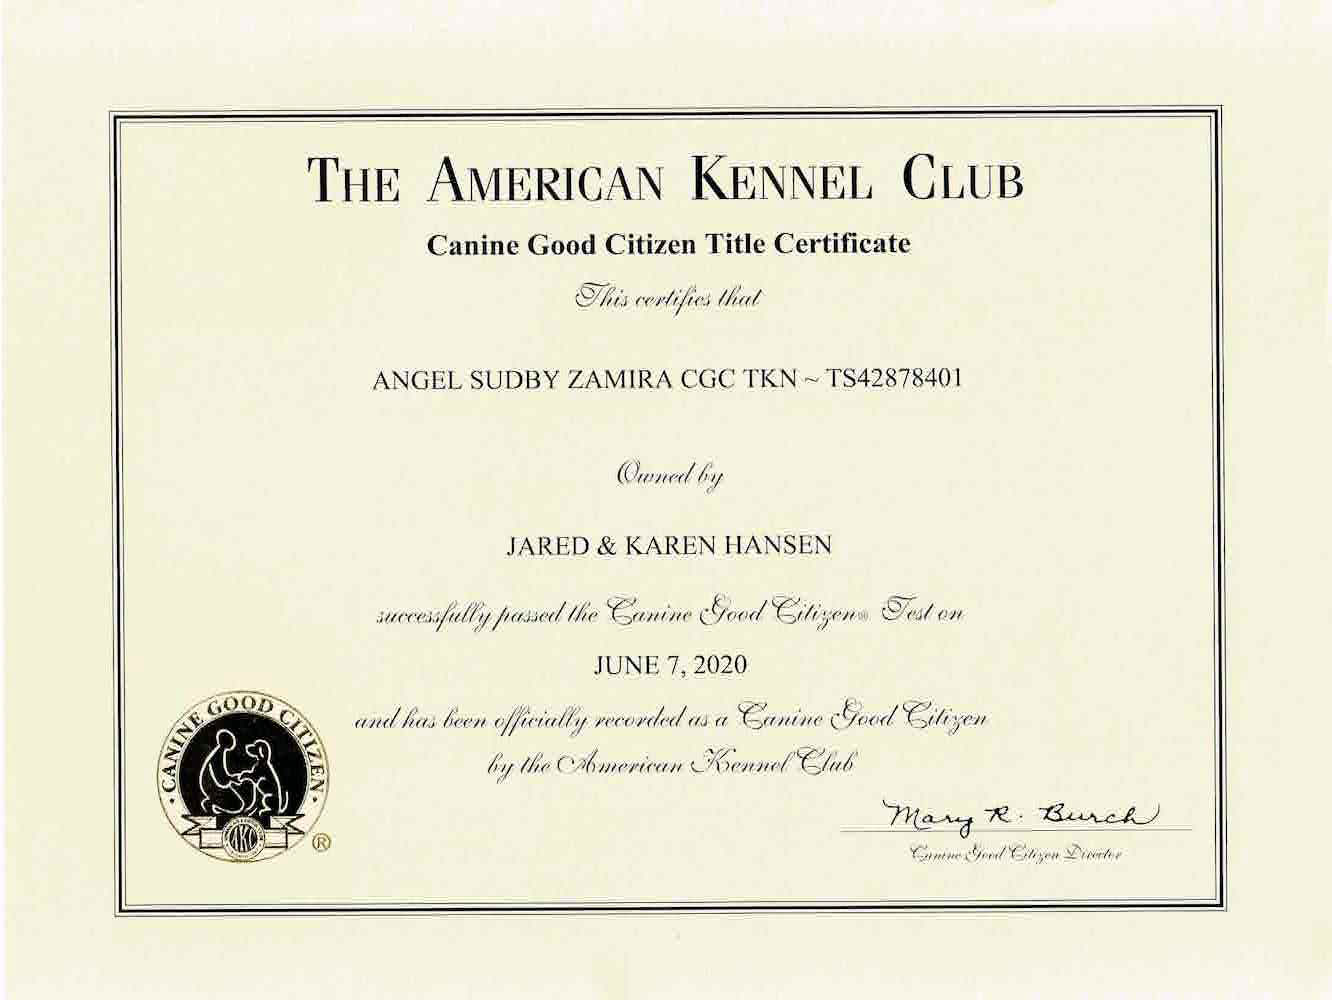 THE AMERICAN KENNEL CLUB
Canine Good Citizen Title Certificate
This certifies that
ANGEL SUDBY ZAMIRA CGC TKN ~ TS42878401
Owned by
JARED & KAREN HANSEN
successfully passed the Canine Good Citizen® Test on
JUNE 7, 2020
and has been officially recorded as a Canine Good Citizen
by the American Kennel Club
CANINE GOOD CITIZEN
AKC
®
Mary R. Burch
Canine Good Citizen Director